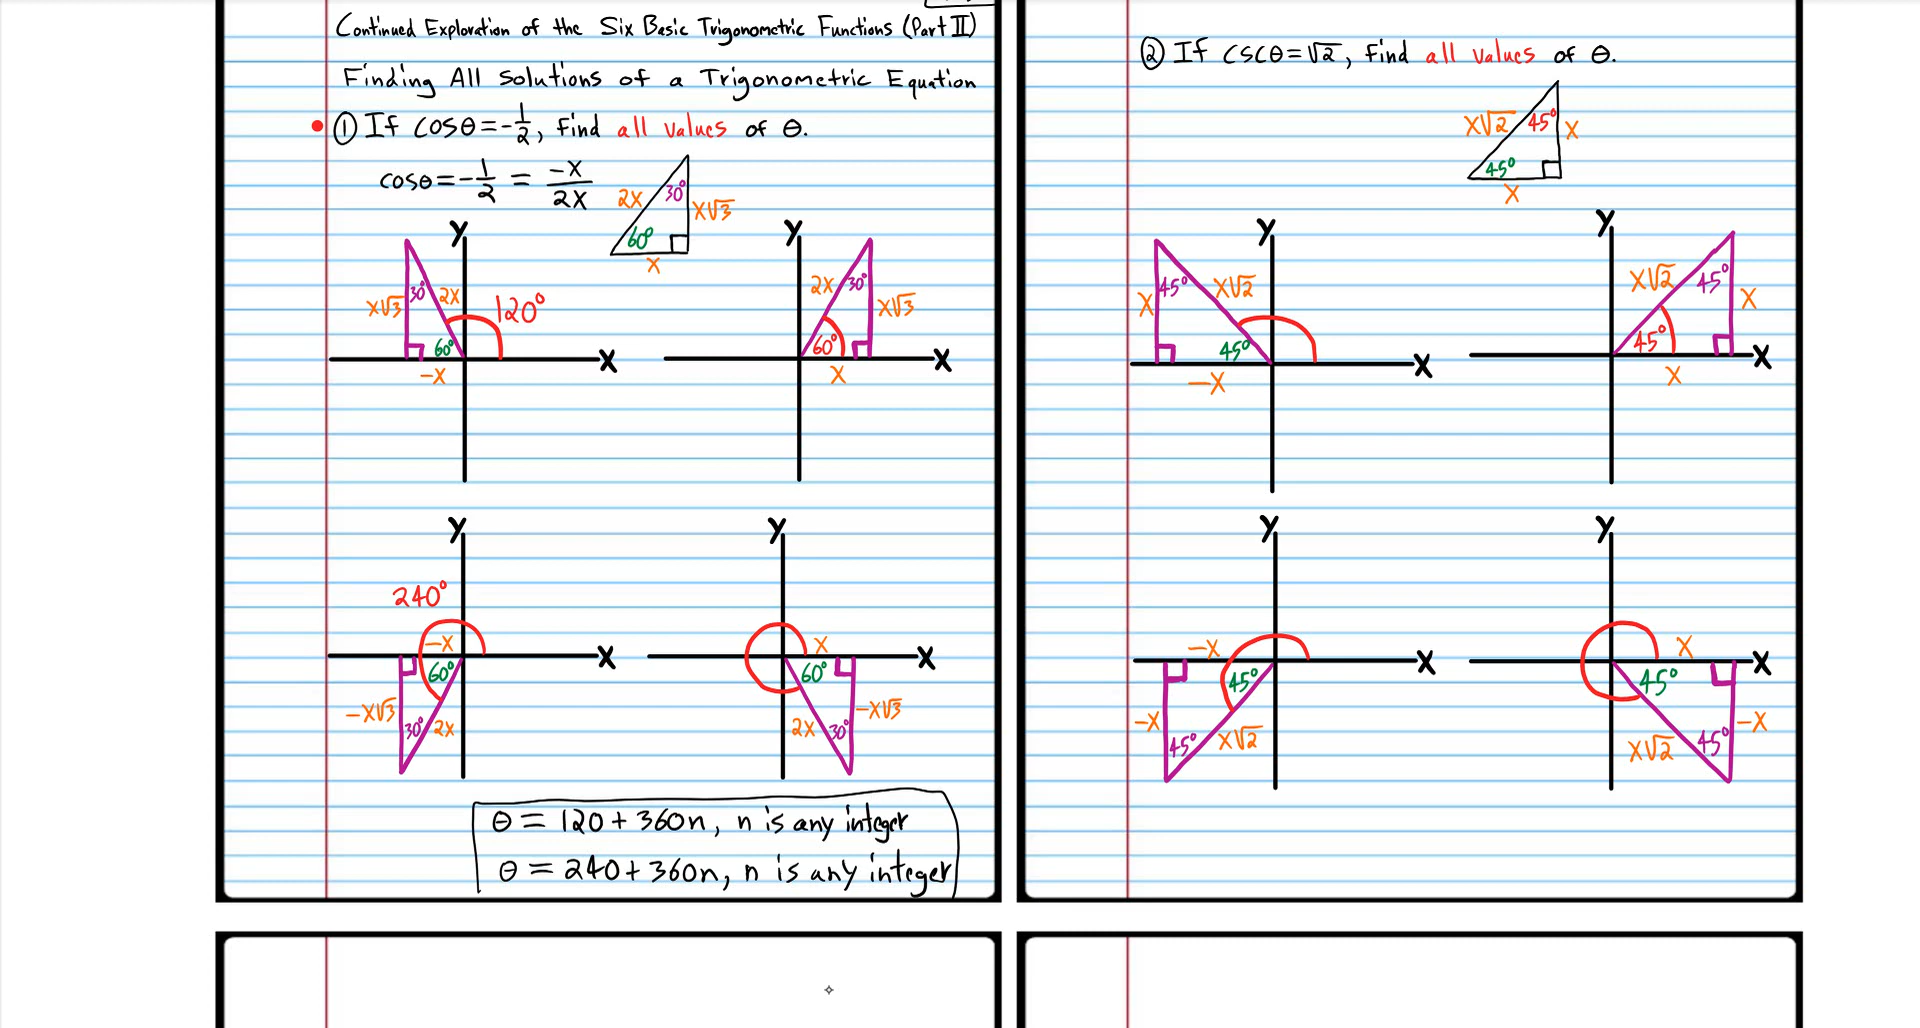 Continued Exploration of the Six Basic Trigonometric Functions (Part II)
Finding All Solutions of a Trigonometric Equation
① If cosθ=-1/2, find all values of θ.
cosθ=-1/2 = -x/2x
2x 30° x√3
60°
x
y
30° 2x
x√3
120°
60°
x
-x
y
2x 30°
x√3
60°
x
x
y
240°
-x
x
60°
-x√3
30° 2x
y
x
x
60°
-x√3
2x 30°
θ = 120+360n, n is any integer
θ = 240+360n, n is any integer
② If cscθ=√2, find all values of θ.
x√2 45° x
45°
x
y
45° x√2
x
45°
x
-x
y
x√2 45°
x
45°
x
x
y
-x
x
45°
-x
45° x√2
y
x
x
45°
-x
x√2 45°